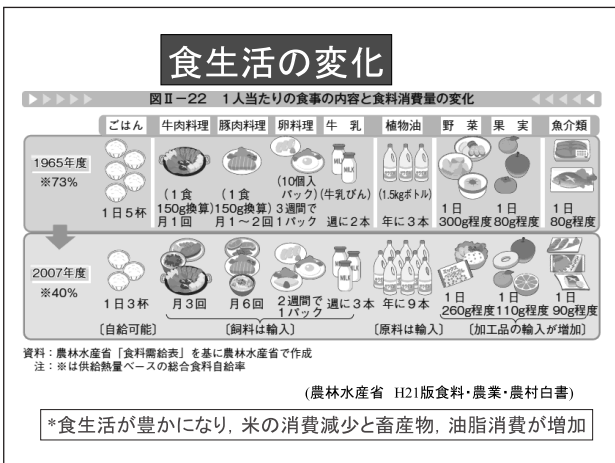 食生活の変化
図Ⅱ－22　1人当たりの食事の内容と食料消費量の変化
ごはん 牛肉料理 豚肉料理 卵料理 牛 乳 植物油 野 菜 果 実 魚介類
1965年度
※73%
1日5杯
(1食
150g換算)
月1回
(1食
150g換算)
月1～2回
(10個入
パック)
3週間で
1パック
(牛乳びん)
週に2本
(1.5kgボトル)
年に3本
1日
300g程度
1日
80g程度
1日
80g程度
2007年度
※40%
1日3杯
月3回
月6回
2週間で
1パック
週に3本
年に9本
1日
260g程度
1日
110g程度
1日
90g程度
〔自給可能〕 〔飼料は輸入〕 〔原料は輸入〕 〔加工品の輸入が増加〕
資料：農林水産省「食料需給表」を基に農林水産省で作成
注：※は供給熱量ベースの総合食料自給率
(農林水産省　H21版食料・農業・農村白書)
*食生活が豊かになり, 米の消費減少と畜産物, 油脂消費が増加